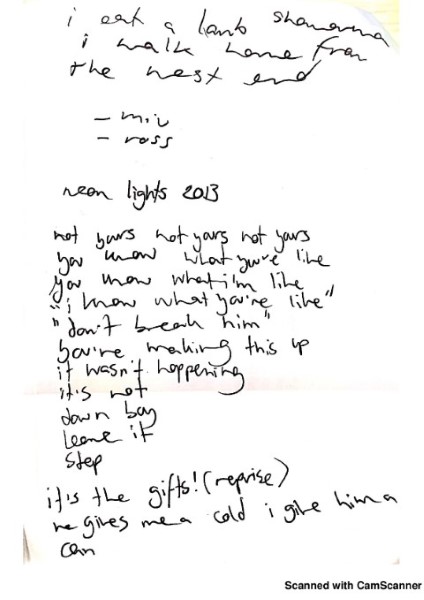 i eat a lamb shawarma
i walk home from
the west end
- miv
- ross
neon lights 2013
not yours not yours not yours
you know what you're like
you know what i'm like
"i know what you're like"
"don't break him"
you're making this up
it wasn't happening
it's not
down boy
leave it
step
it's the gifts! (reprise)
he gives me a cold i give him a
can
Scanned with CamScanner